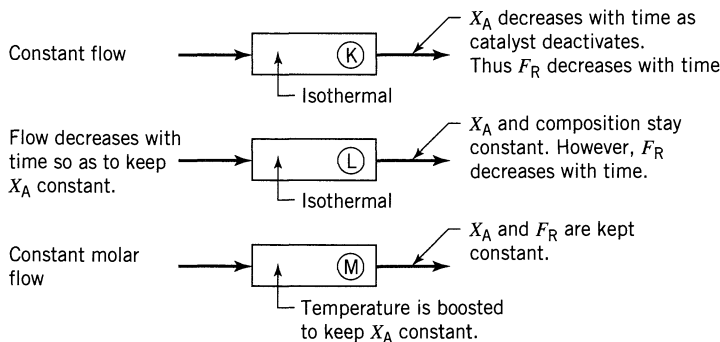 Constant flow
K
Isothermal
X_A decreases with time as
catalyst deactivates.
Thus F_R decreases with time
Flow decreases with
time so as to keep
X_A constant.
L
Isothermal
X_A and composition stay
constant. However, F_R
decreases with time.
Constant molar
flow
M
Temperature is boosted
to keep X_A constant.
X_A and F_R are kept
constant.